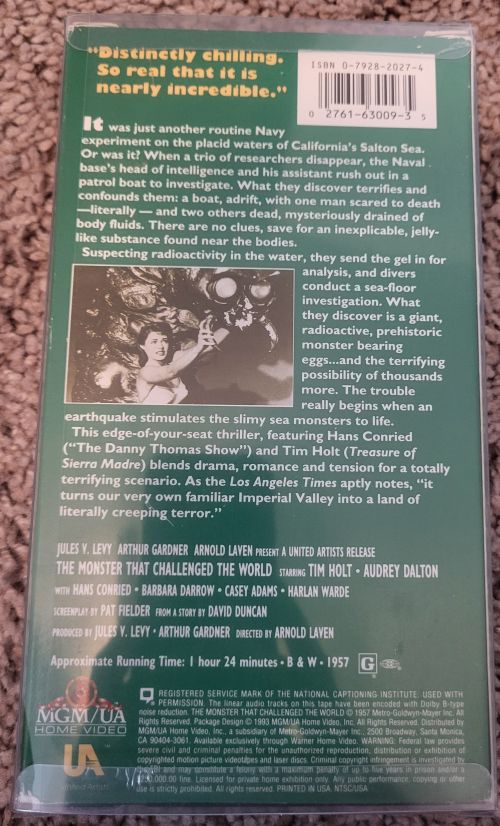 "Distinctly chilling.
So real that it is
nearly incredible."
ISBN 0-7928-2027-4
0 2761-63009-3 5
It was just another routine Navy
experiment on the placid waters of California's Salton Sea.
Or was it? When a trio of researchers disappear, the Naval
base's head of intelligence and his assistant rush out in a
patrol boat to investigate. What they discover terrifies and
confounds them: a boat, adrift, with one man scared to death
—literally — and two others dead, mysteriously drained of
body fluids. There are no clues, save for an inexplicable, jelly-
like substance found near the bodies.
Suspecting radioactivity in the water, they send the gel in for
analysis, and divers
conduct a sea-floor
investigation. What
they discover is a giant,
radioactive, prehistoric
monster bearing
eggs...and the terrifying
possibility of thousands
more. The trouble
really begins when an
earthquake stimulates the slimy sea monsters to life.
This edge-of-your-seat thriller, featuring Hans Conried
("The Danny Thomas Show") and Tim Holt (Treasure of
Sierra Madre) blends drama, romance and tension for a totally
terrifying scenario. As the Los Angeles Times aptly notes, "it
turns our very own familiar Imperial Valley into a land of
literally creeping terror."
JULES V. LEVY ARTHUR GARDNER ARNOLD LAVEN PRESENT A UNITED ARTISTS RELEASE
THE MONSTER THAT CHALLENGED THE WORLD STARRING TIM HOLT • AUDREY DALTON
WITH HANS CONRIED • BARBARA DARROW • CASEY ADAMS • HARLAN WARDE
SCREENPLAY BY PAT FIELDER FROM A STORY BY DAVID DUNCAN
PRODUCED BY JULES V. LEVY • ARTHUR GARDNER DIRECTED BY ARNOLD LAVEN
Approximate Running Time: 1 hour 24 minutes • B & W • 1957 G
REGISTERED SERVICE MARK OF THE NATIONAL CAPTIONING INSTITUTE. USED WITH
PERMISSION. The linear audio tracks on this tape have been encoded with Dolby B-type
noise reduction. THE MONSTER THAT CHALLENGED THE WORLD © 1957 Metro-Goldwyn-Mayer Inc. All
Rights Reserved. Package Design © 1993 MGM/UA Home Video, Inc. All Rights Reserved. Distributed by
MGM/UA Home Video, Inc., a subsidiary of Metro-Goldwyn-Mayer Inc., 2500 Broadway, Santa Monica,
CA 90404-3061. Available exclusively through Warner Home Video. WARNING: Federal law provides
severe civil and criminal penalties for the unauthorized reproduction, distribution or exhibition of
copyrighted motion picture videotapes and laser discs. Criminal copyright infringement is investigated by
the FBI and may constitute a felony with a maximum penalty of up to five years in prison and/or a
$250,000.00 fine. Licensed for private home exhibition only. Any public performance, copying or other
use is strictly prohibited. All rights reserved. PRINTED IN USA. NTSC/USA
MGM/UA
HOME VIDEO
UA
United Artists